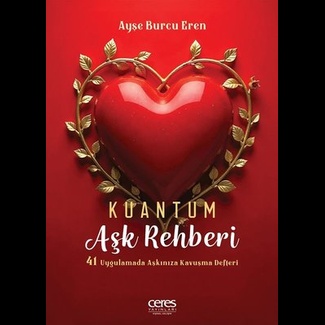 Ayşe Burcu Eren
KUANTUM
Aşk Rehberi
41 Uygulamada Aşkınıza Kavuşma Defteri
ceres
YAYINLARI